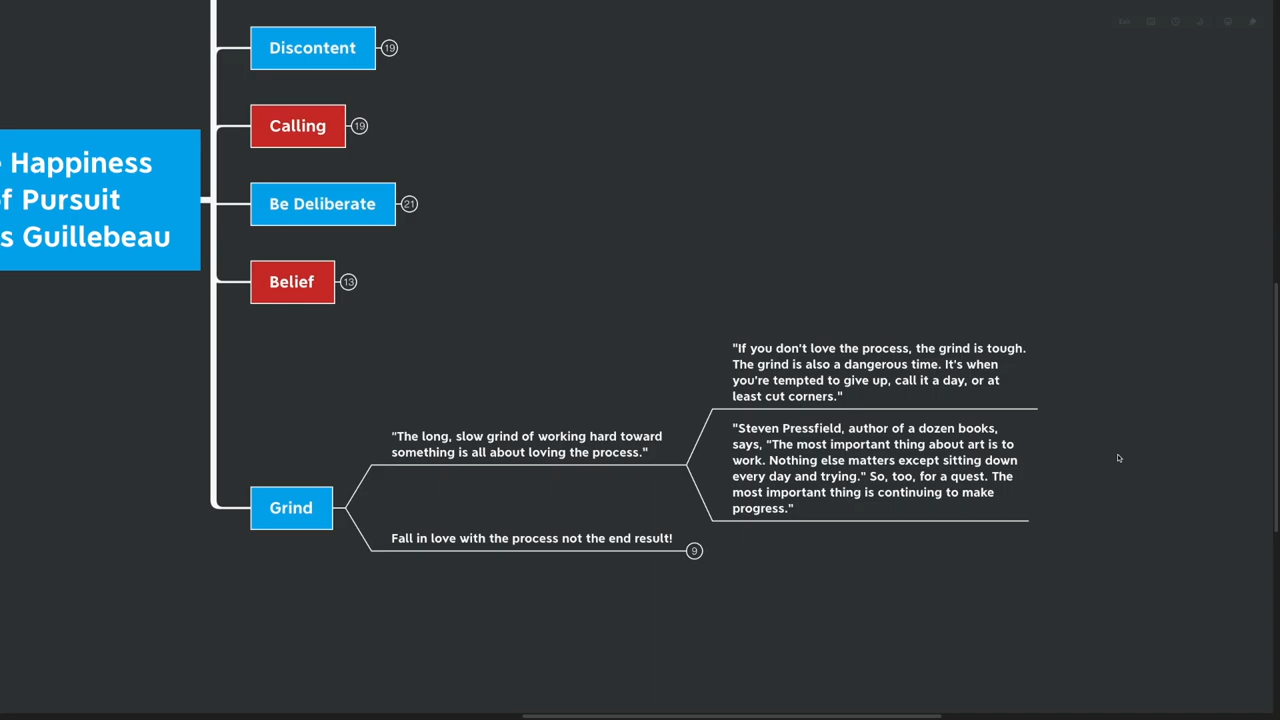 Discontent
19
Calling
19
Happiness
of Pursuit
s Guillebeau
Be Deliberate
21
Belief
13
"If you don't love the process, the grind is tough.
The grind is also a dangerous time. It's when
you're tempted to give up, call it a day, or at
least cut corners."
"The long, slow grind of working hard toward
something is all about loving the process."
"Steven Pressfield, author of a dozen books,
says, "The most important thing about art is to
work. Nothing else matters except sitting down
every day and trying." So, too, for a quest. The
most important thing is continuing to make
progress."
Grind
Fall in love with the process not the end result!
9